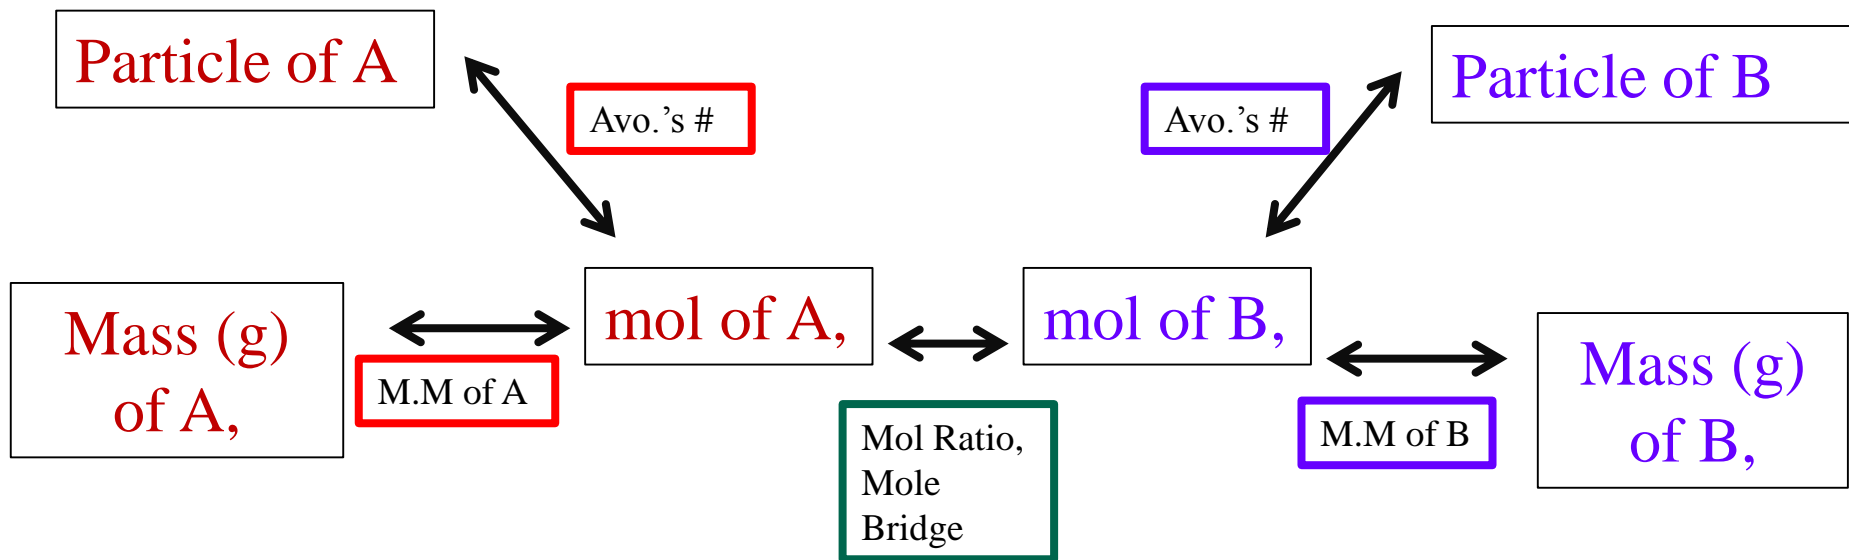 Particle of A
Particle of B
Avo.’s #
Avo.’s #
Mass (g)
of A,
mol of A,
mol of B,
Mass (g)
of B,
M.M of A
M.M of B
Mol Ratio,
Mole
Bridge